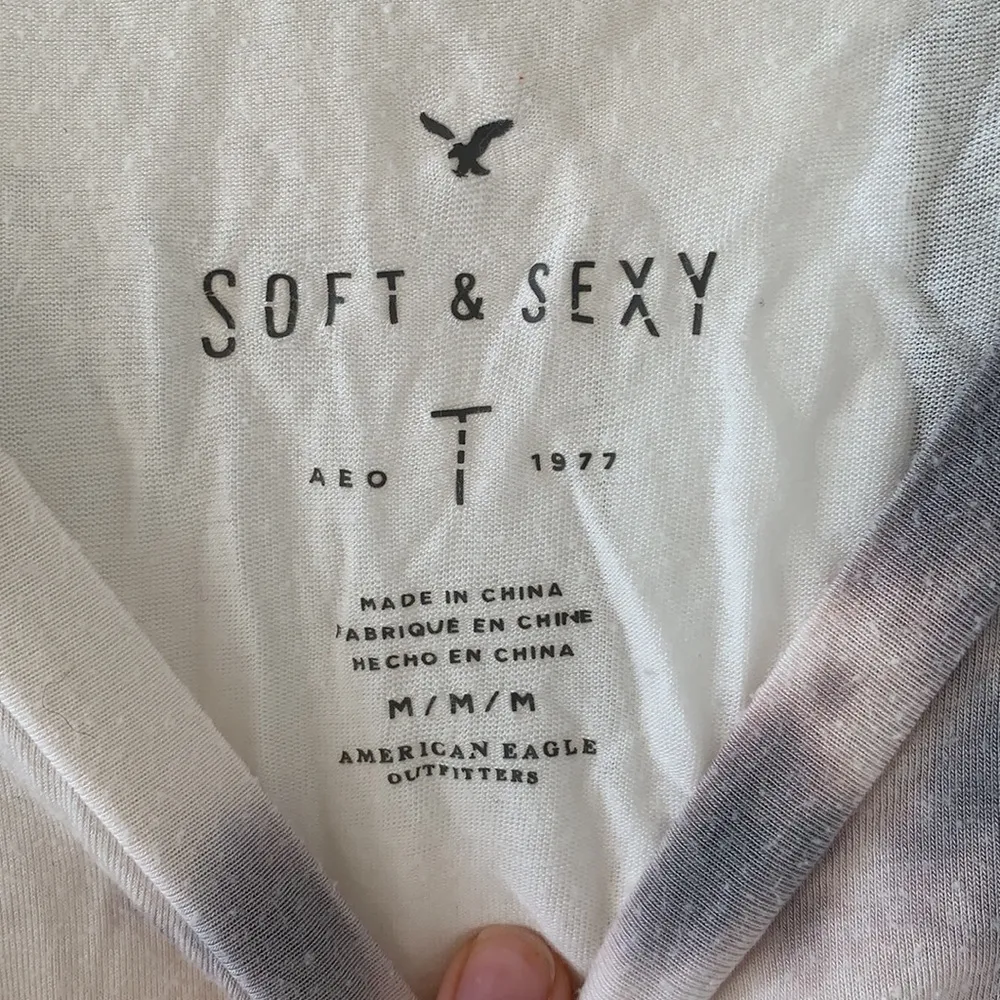 SOFT & SEXY
T
AEO 1977
MADE IN CHINA
FABRIQUÉ EN CHINE
HECHO EN CHINA
M/M/M
AMERICAN EAGLE
OUTFITTERS